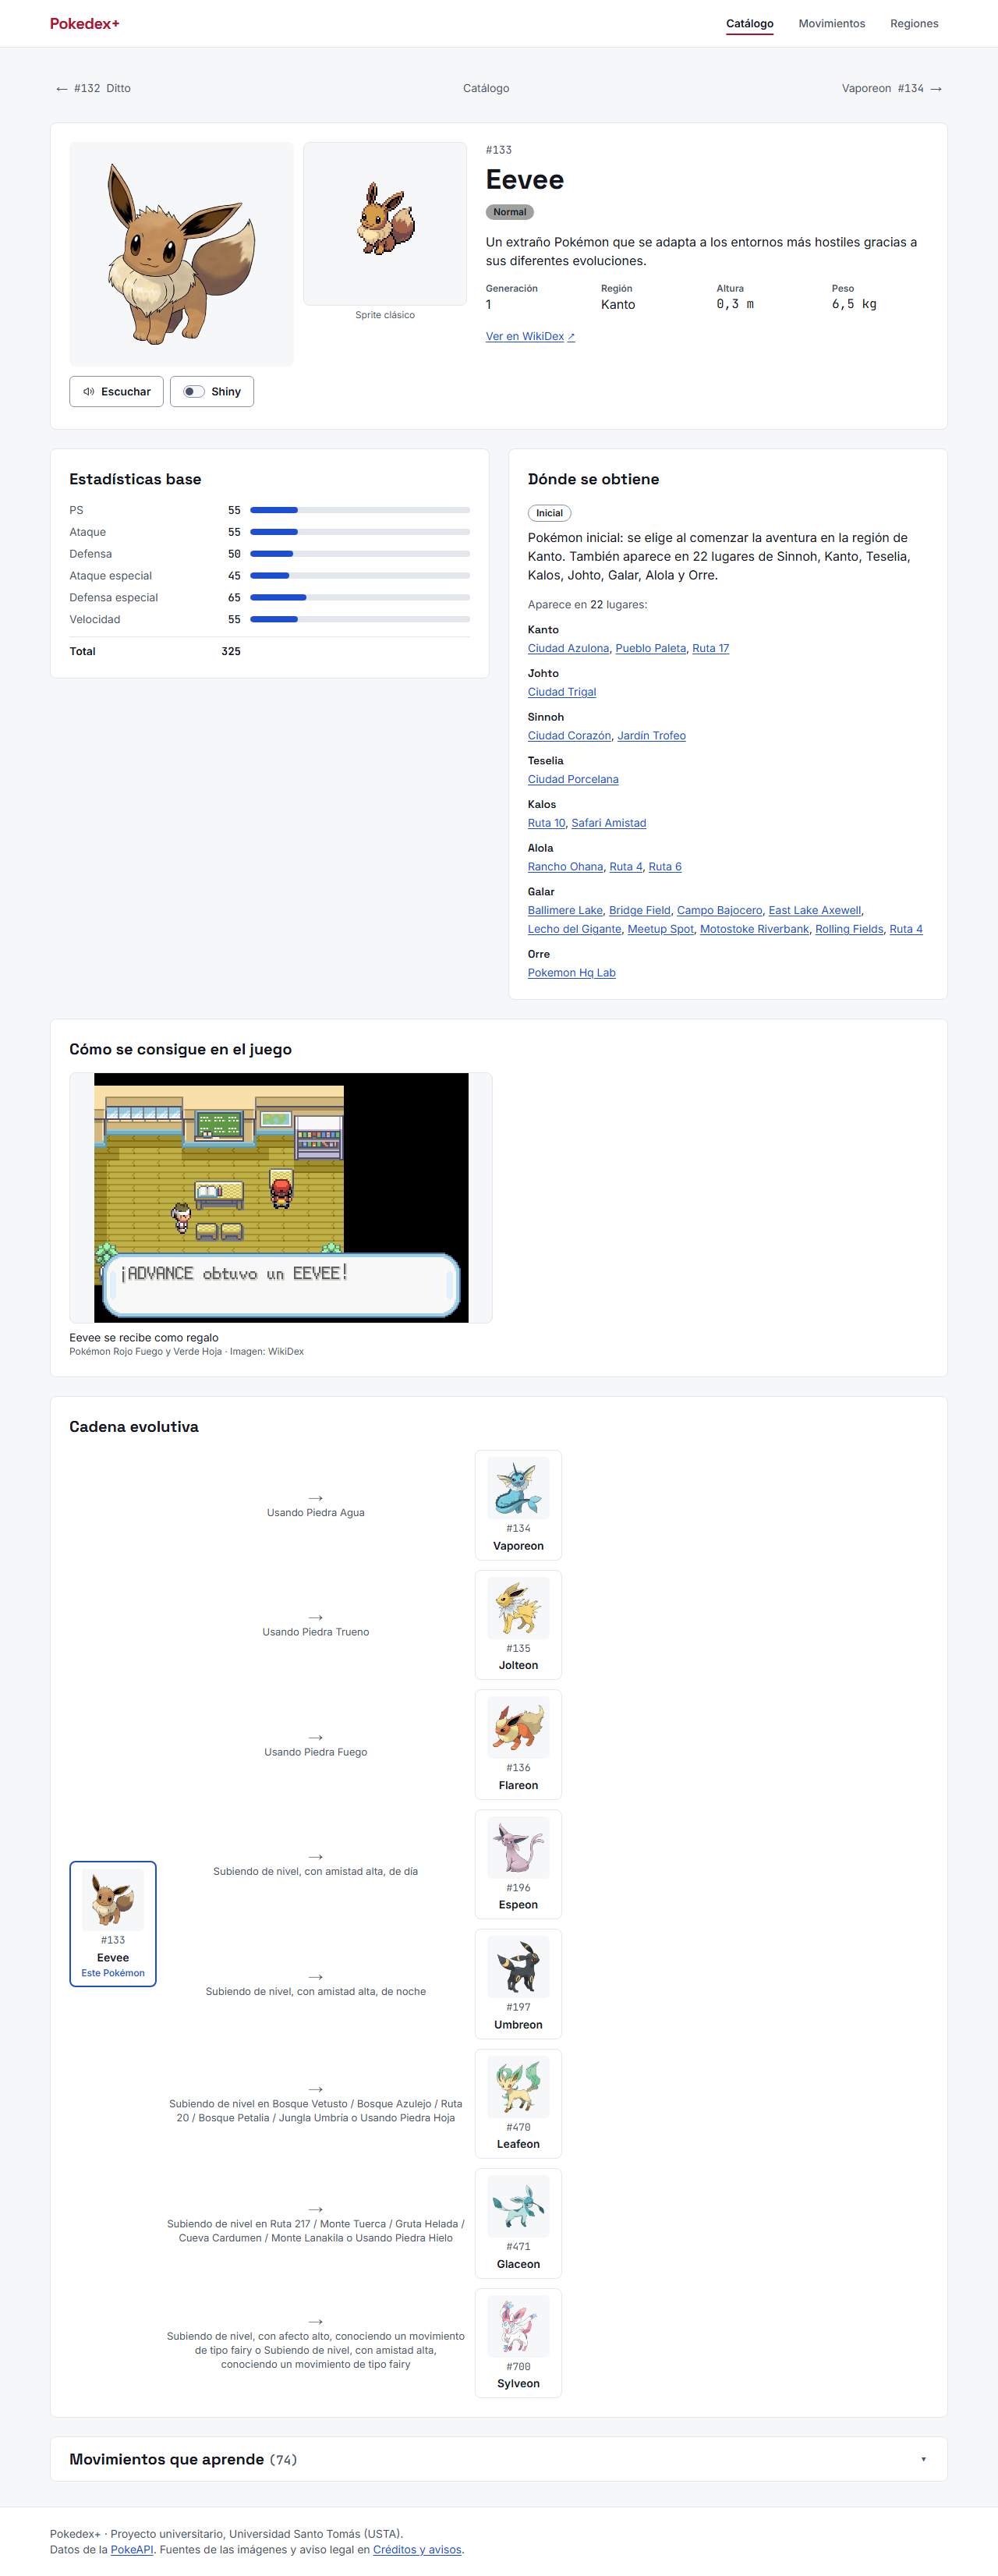 Pokedex+
Catálogo Movimientos Regiones
← #132 Ditto
Catálogo
Vaporeon #134 →
Sprite clásico
Escuchar
Shiny
#133
Eevee
Normal
Un extraño Pokémon que se adapta a los entornos más hostiles gracias a
sus diferentes evoluciones.
Generación Región Altura Peso
1 Kanto 0,3 m 6,5 kg
Ver en WikiDex ↗
Estadísticas base
PS 55
Ataque 55
Defensa 50
Ataque especial 45
Defensa especial 65
Velocidad 55
Total 325
Dónde se obtiene
Inicial
Pokémon inicial: se elige al comenzar la aventura en la región de
Kanto. También aparece en 22 lugares de Sinnoh, Kanto, Teselia,
Kalos, Johto, Galar, Alola y Orre.
Aparece en 22 lugares:
Kanto
Ciudad Azulona, Pueblo Paleta, Ruta 17
Johto
Ciudad Trigal
Sinnoh
Ciudad Corazón, Jardín Trofeo
Teselia
Ciudad Porcelana
Kalos
Ruta 10, Safari Amistad
Alola
Rancho Ohana, Ruta 4, Ruta 6
Galar
Ballimere Lake, Bridge Field, Campo Bajocero, East Lake Axewell,
Lecho del Gigante, Meetup Spot, Motostoke Riverbank, Rolling Fields, Ruta 4
Orre
Pokemon Hq Lab
Cómo se consigue en el juego
¡ADVANCE obtuvo un EEVEE!
Eevee se recibe como regalo
Pokémon Rojo Fuego y Verde Hoja · Imagen: WikiDex
Cadena evolutiva
#133
Eevee
Este Pokémon
→
Usando Piedra Agua
#134
Vaporeon
→
Usando Piedra Trueno
#135
Jolteon
→
Usando Piedra Fuego
#136
Flareon
→
Subiendo de nivel, con amistad alta, de día
#196
Espeon
→
Subiendo de nivel, con amistad alta, de noche
#197
Umbreon
→
Subiendo de nivel en Bosque Vetusto / Bosque Azulejo / Ruta
20 / Bosque Petalia / Jungla Umbría o Usando Piedra Hoja
#470
Leafeon
→
Subiendo de nivel en Ruta 217 / Monte Tuerca / Gruta Helada /
Cueva Cardumen / Monte Lanakila o Usando Piedra Hielo
#471
Glaceon
→
Subiendo de nivel, con afecto alto, conociendo un movimiento
de tipo fairy o Subiendo de nivel, con amistad alta,
conociendo un movimiento de tipo fairy
#700
Sylveon
Movimientos que aprende (74)
Pokedex+ · Proyecto universitario, Universidad Santo Tomás (USTA).
Datos de la PokeAPI. Fuentes de las imágenes y aviso legal en Créditos y avisos.